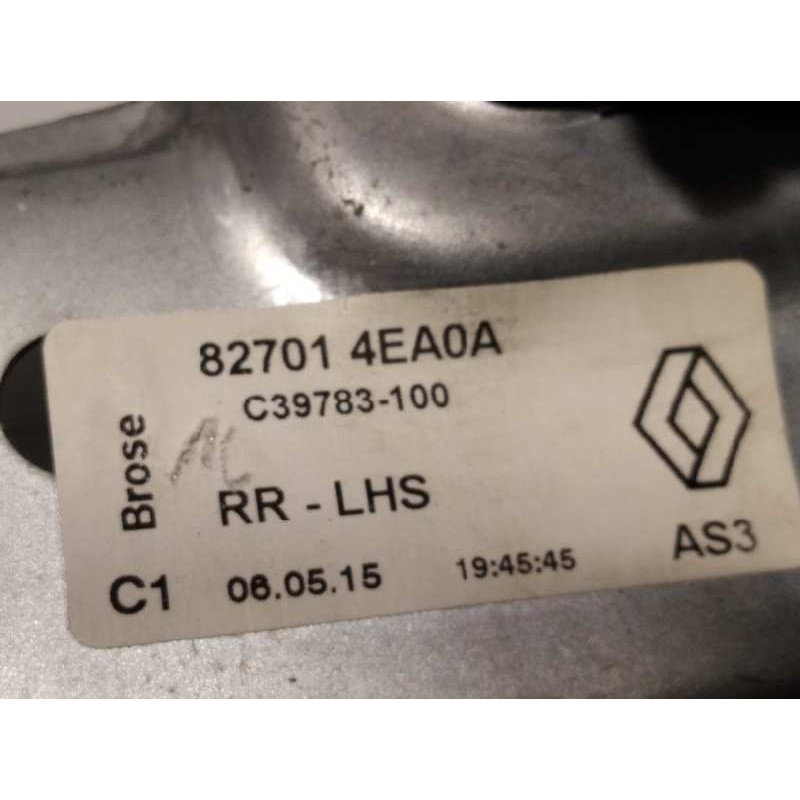 82701 4EA0A
C39783-100
Brose
RR - LHS
AS3
C1 06.05.15 19:45:45